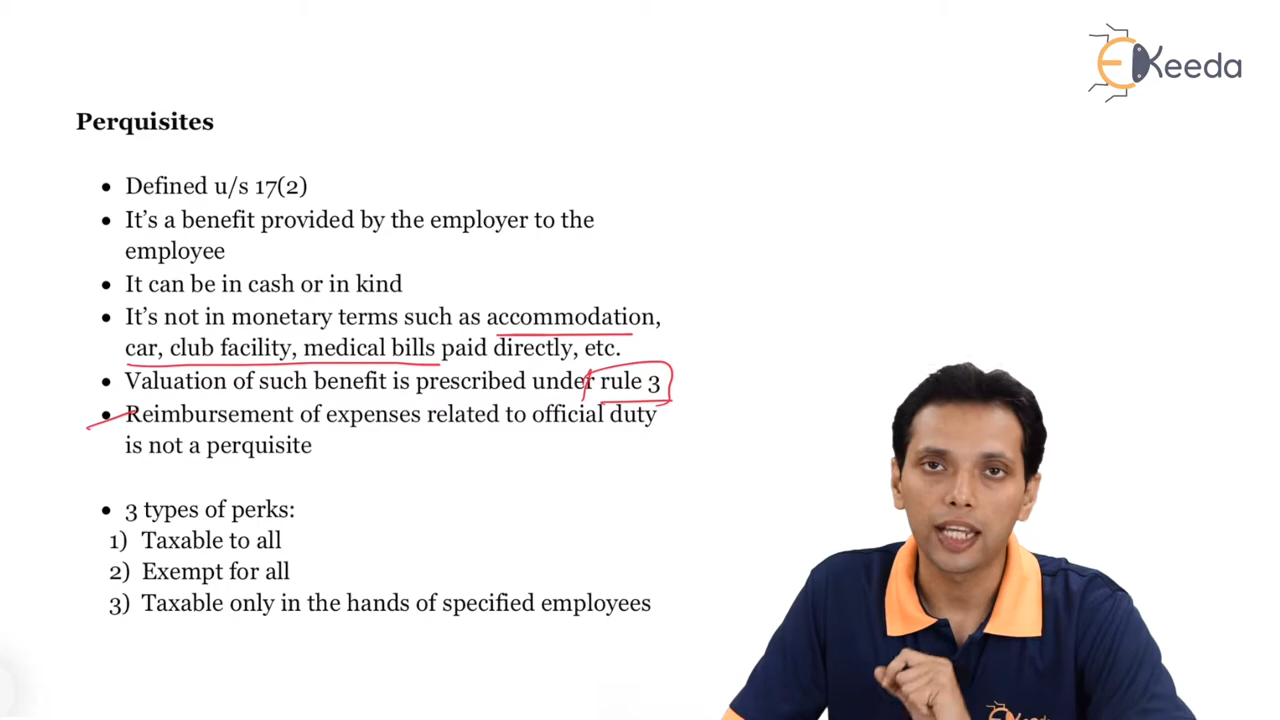 EKeeda
Perquisites
• Defined u/s 17(2)
• It's a benefit provided by the employer to the
employee
• It can be in cash or in kind
• It's not in monetary terms such as accommodation,
car, club facility, medical bills paid directly, etc.
• Valuation of such benefit is prescribed under rule 3
• Reimbursement of expenses related to official duty
is not a perquisite
• 3 types of perks:
1) Taxable to all
2) Exempt for all
3) Taxable only in the hands of specified employees